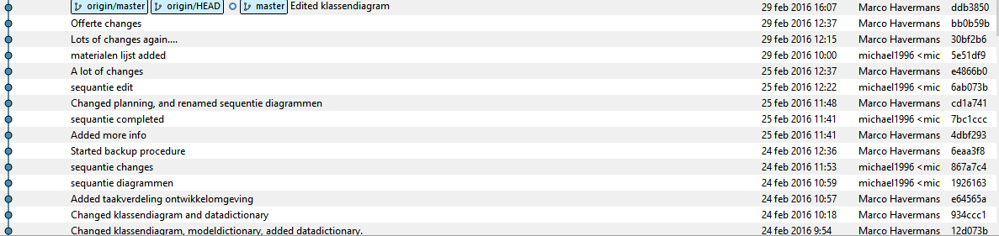 origin/master origin/HEAD master Edited klassendiagram 29 feb 2016 16:07 Marco Havermans ddb3850
Offerte changes 29 feb 2016 12:37 Marco Havermans bb0b59b
Lots of changes again.... 29 feb 2016 12:15 Marco Havermans 30bf2b6
materialen lijst added 29 feb 2016 10:00 michael1996 <mic 5e51df9
A lot of changes 25 feb 2016 12:37 Marco Havermans e4866b0
sequantie edit 25 feb 2016 12:22 michael1996 <mic 6ab073b
Changed planning, and renamed sequentie diagrammen 25 feb 2016 11:48 Marco Havermans cd1a741
sequantie completed 25 feb 2016 11:41 michael1996 <mic 7bc1ccc
Added more info 25 feb 2016 11:41 Marco Havermans 4dbf293
Started backup procedure 24 feb 2016 12:36 Marco Havermans 6eaa3f8
sequantie changes 24 feb 2016 11:53 michael1996 <mic 867a7c4
sequantie diagrammen 24 feb 2016 10:59 michael1996 <mic 1926163
Added taakverdeling ontwikkelomgeving 24 feb 2016 10:57 Marco Havermans e64565a
Changed klassendiagram and datadictionary 24 feb 2016 10:18 Marco Havermans 934ccc1
Changed klassendiagram, modeldictionary, added datadictionary. 24 feb 2016 9:54 Marco Havermans 12d073b